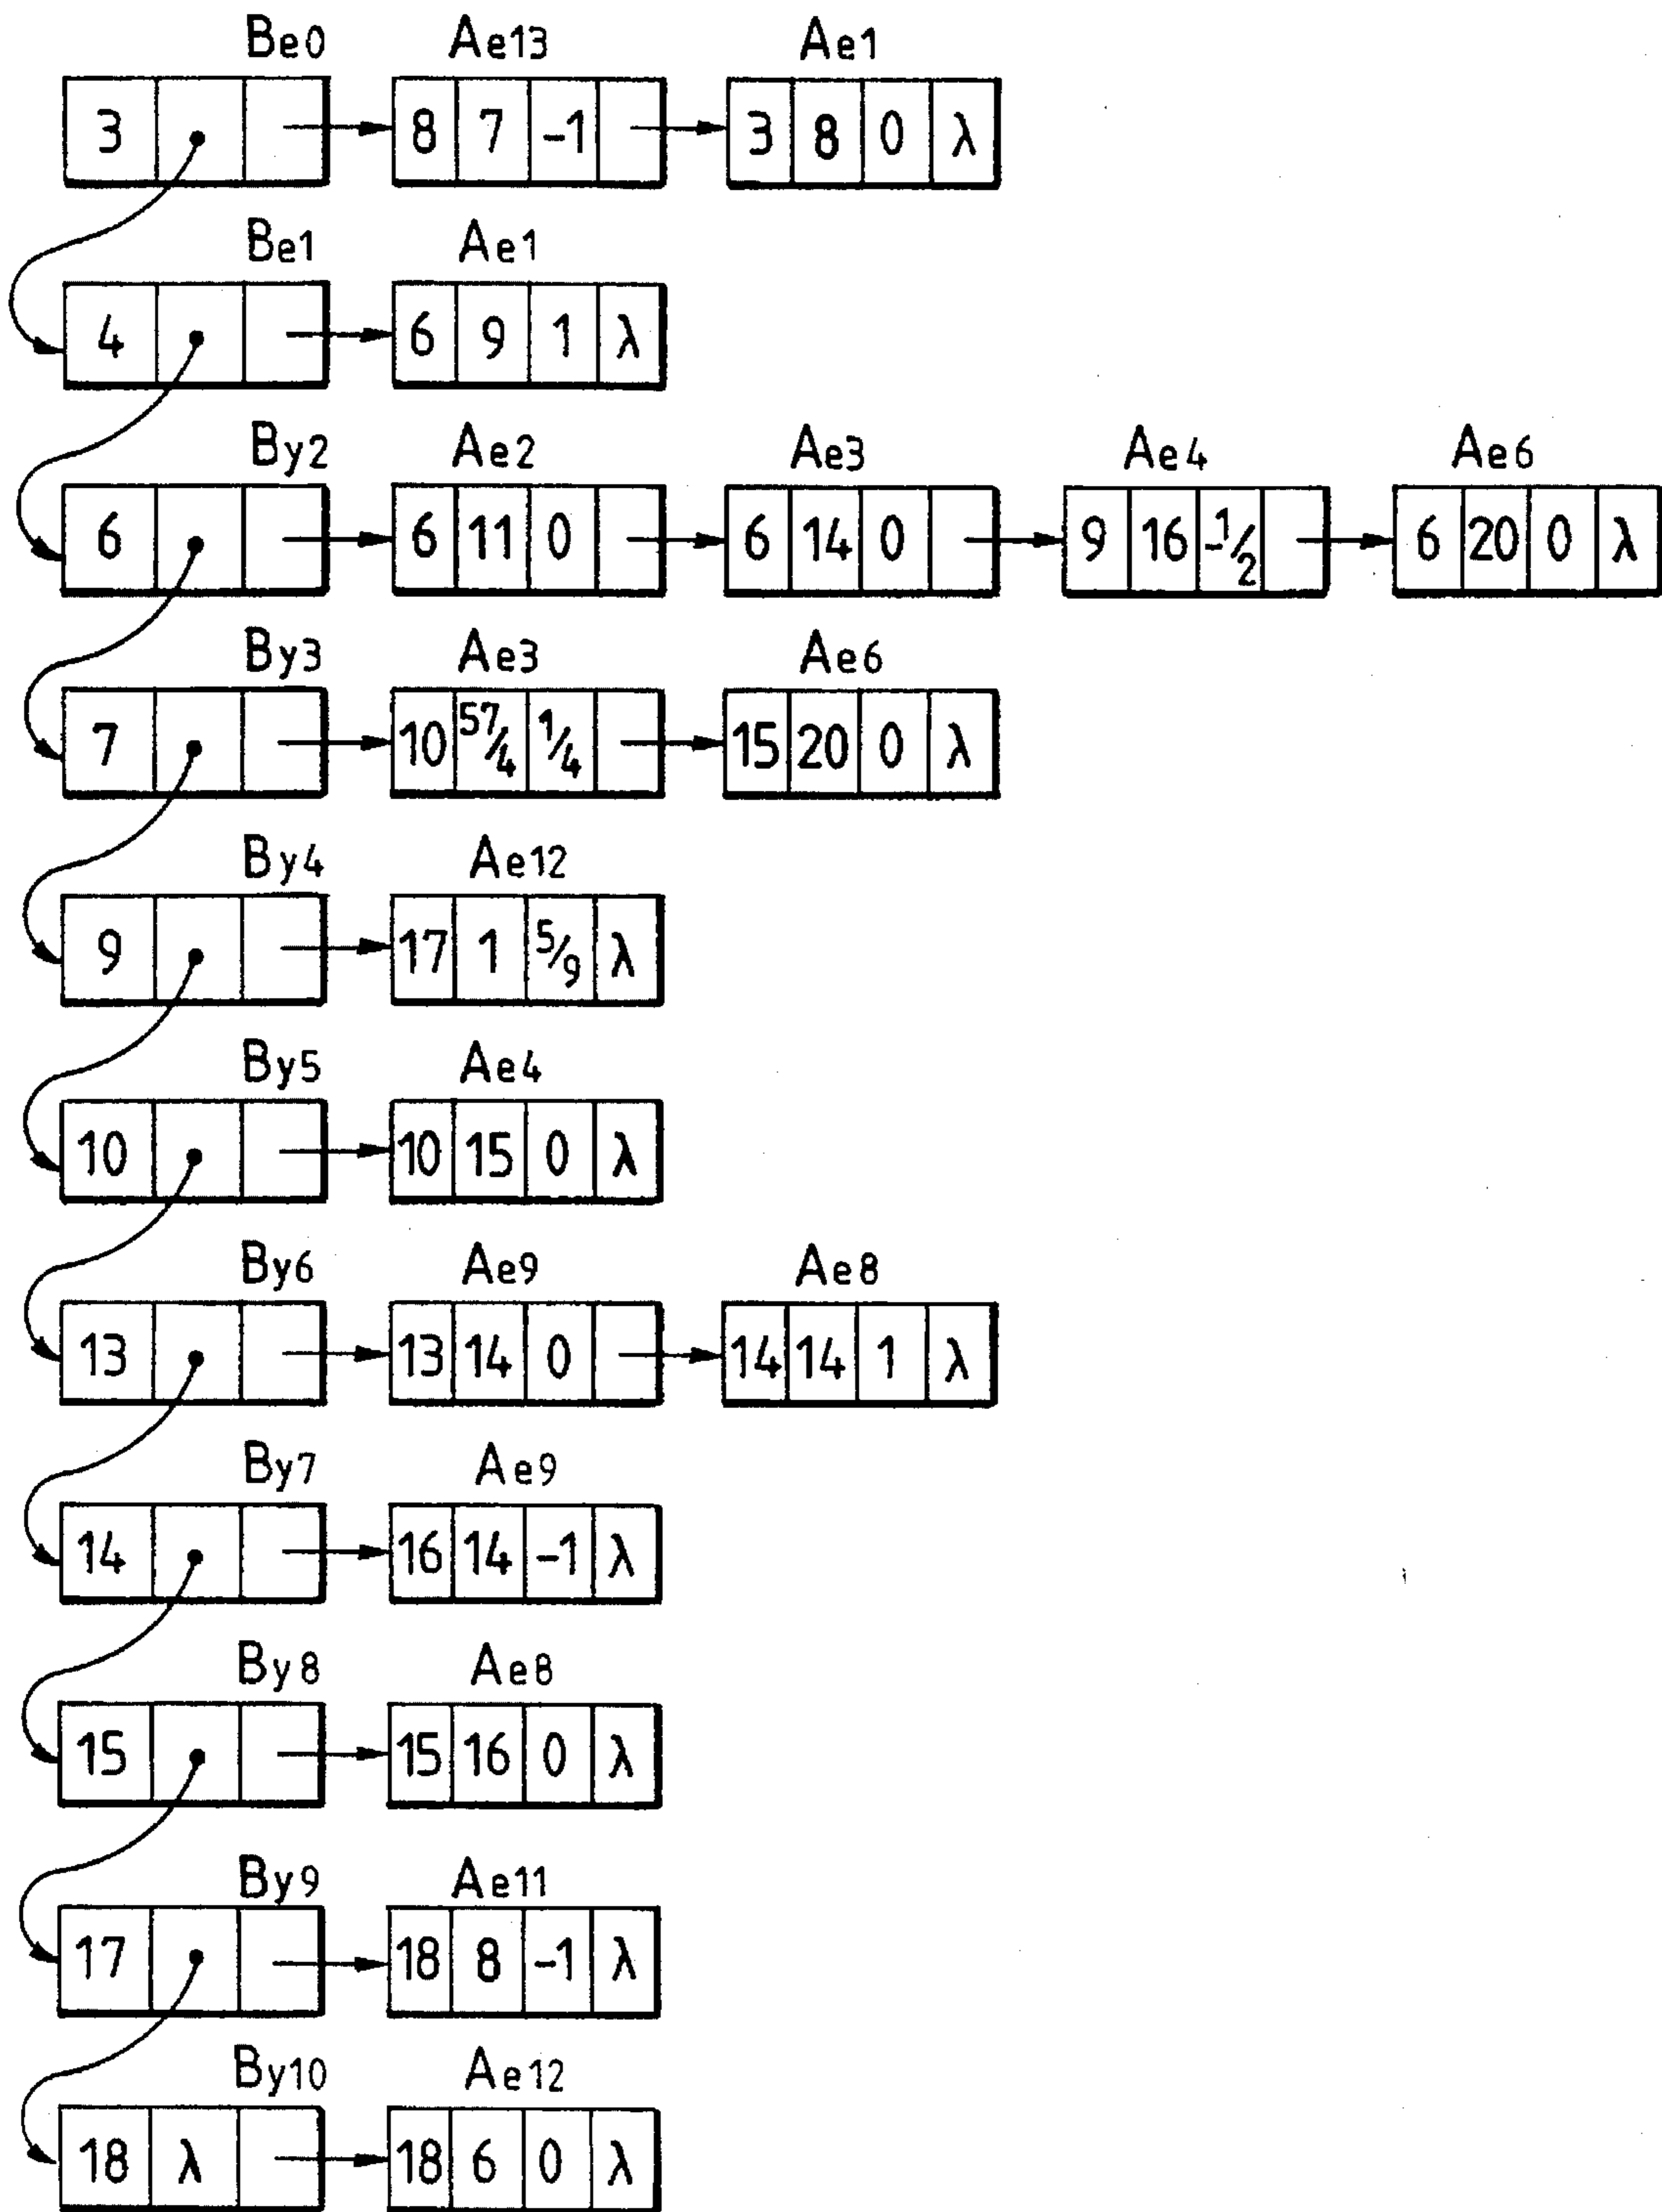 Be0 Ae13 Ae1
3 8 7 -1 3 8 0 λ
Be1 Ae1
4 6 9 1 λ
By2 Ae2 Ae3 Ae4 Ae6
6 6 11 0 6 14 0 9 16 -1/2 6 20 0 λ
By3 Ae3 Ae6
7 10 57/4 1/4 15 20 0 λ
By4 Ae12
9 17 1 5/9 λ
By5 Ae4
10 10 15 0 λ
By6 Ae9 Ae8
13 13 14 0 14 14 1 λ
By7 Ae9
14 16 14 -1 λ
By8 Ae8
15 15 16 0 λ
By9 Ae11
17 18 8 -1 λ
By10 Ae12
18 λ 18 6 0 λ